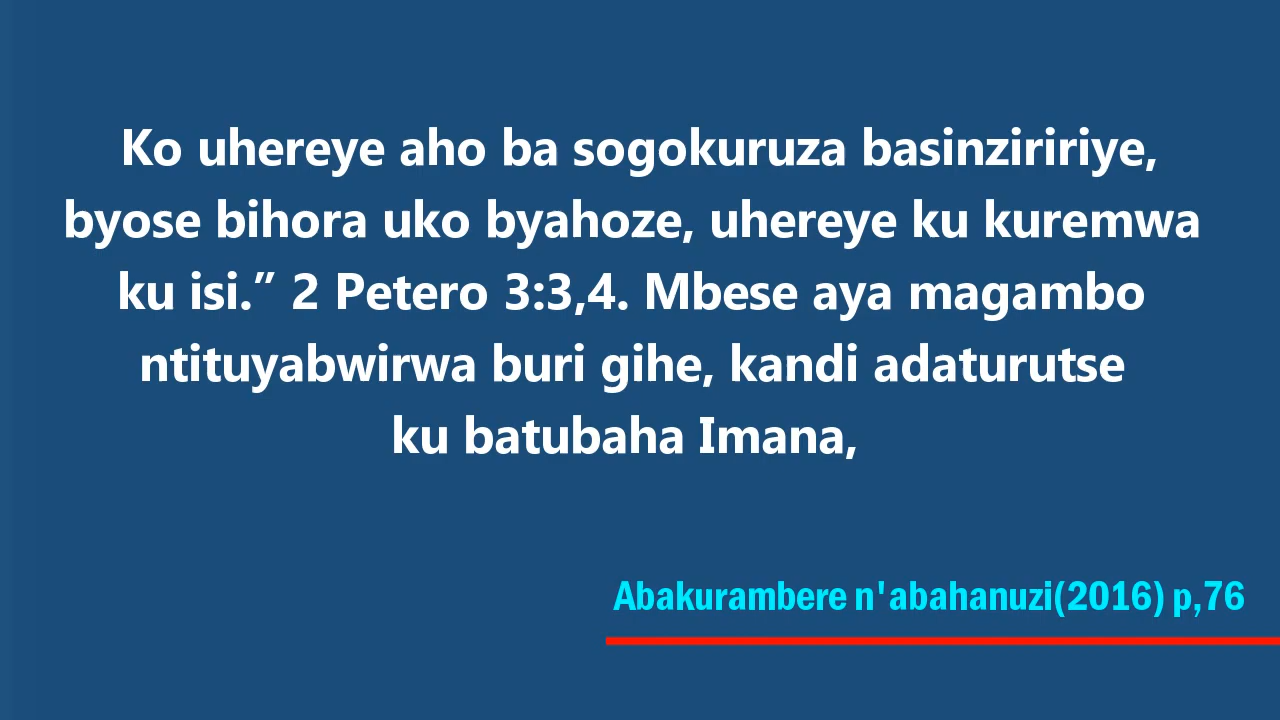 Ko uhereye aho ba sogokuruza basinziririye,
byose bihora uko byahoze, uhereye ku kuremwa
ku isi.” 2 Petero 3:3,4. Mbese aya magambo
ntituyabwirwa buri gihe, kandi adaturutse
ku batubaha Imana,
Abakurambere n'abahanuzi(2016) p,76